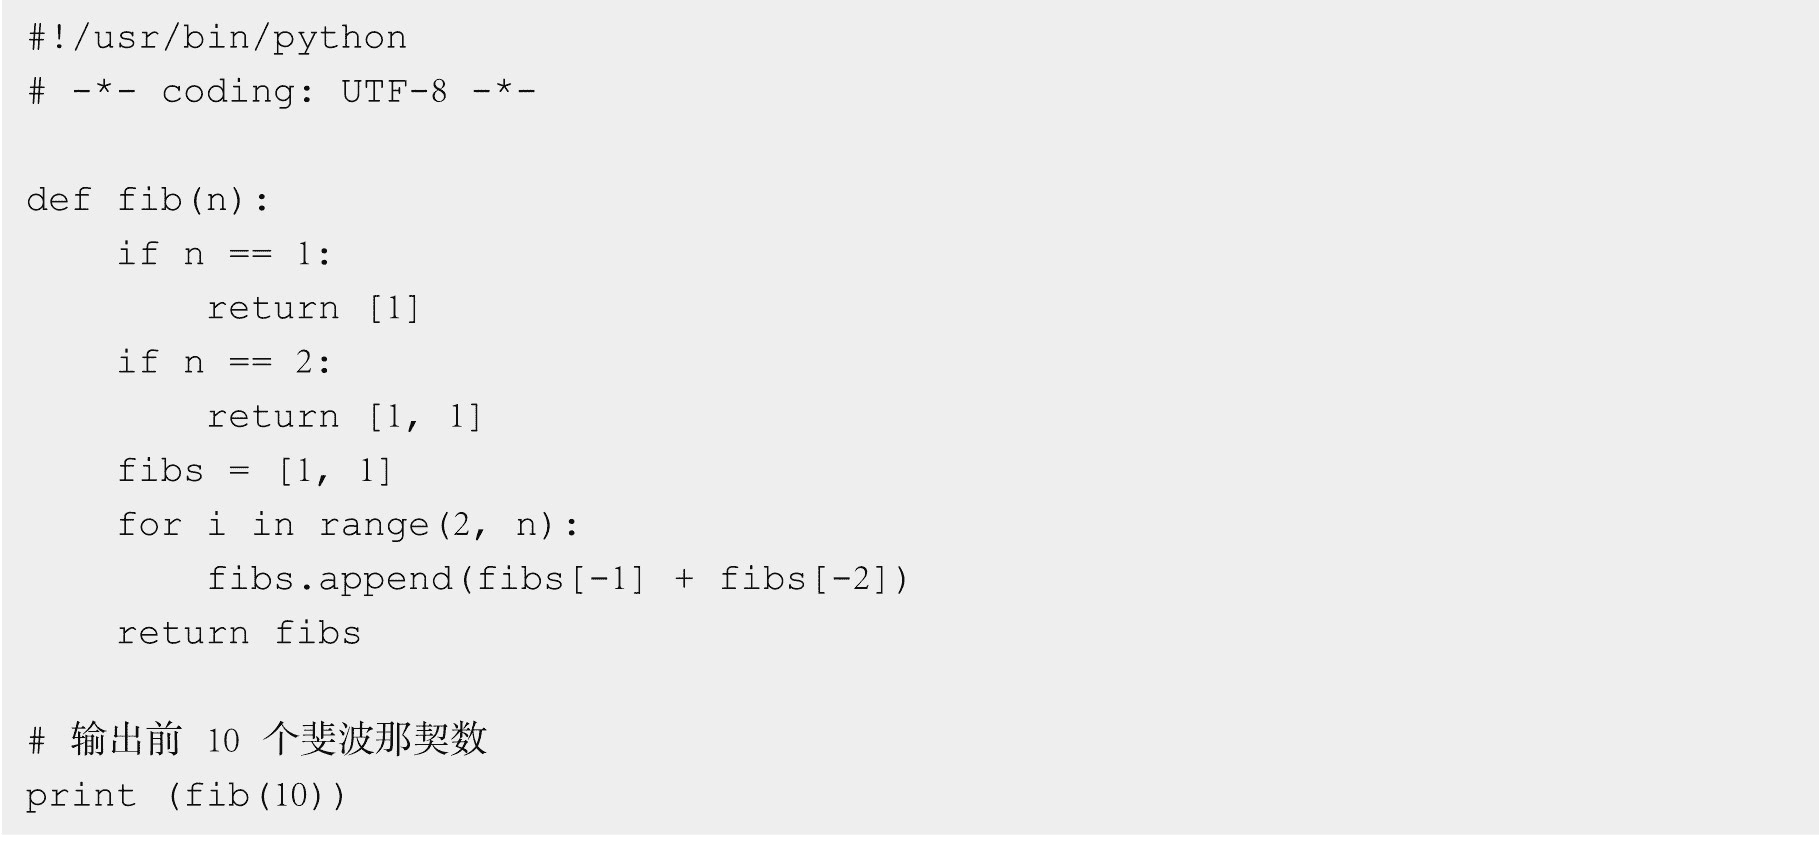 #!/usr/bin/python
# -*- coding: UTF-8 -*-

def fib(n):
    if n == 1:
        return [1]
    if n == 2:
        return [1, 1]
    fibs = [1, 1]
    for i in range(2, n):
        fibs.append(fibs[-1] + fibs[-2])
    return fibs

# 输出前 10 个斐波那契数
print (fib(10))